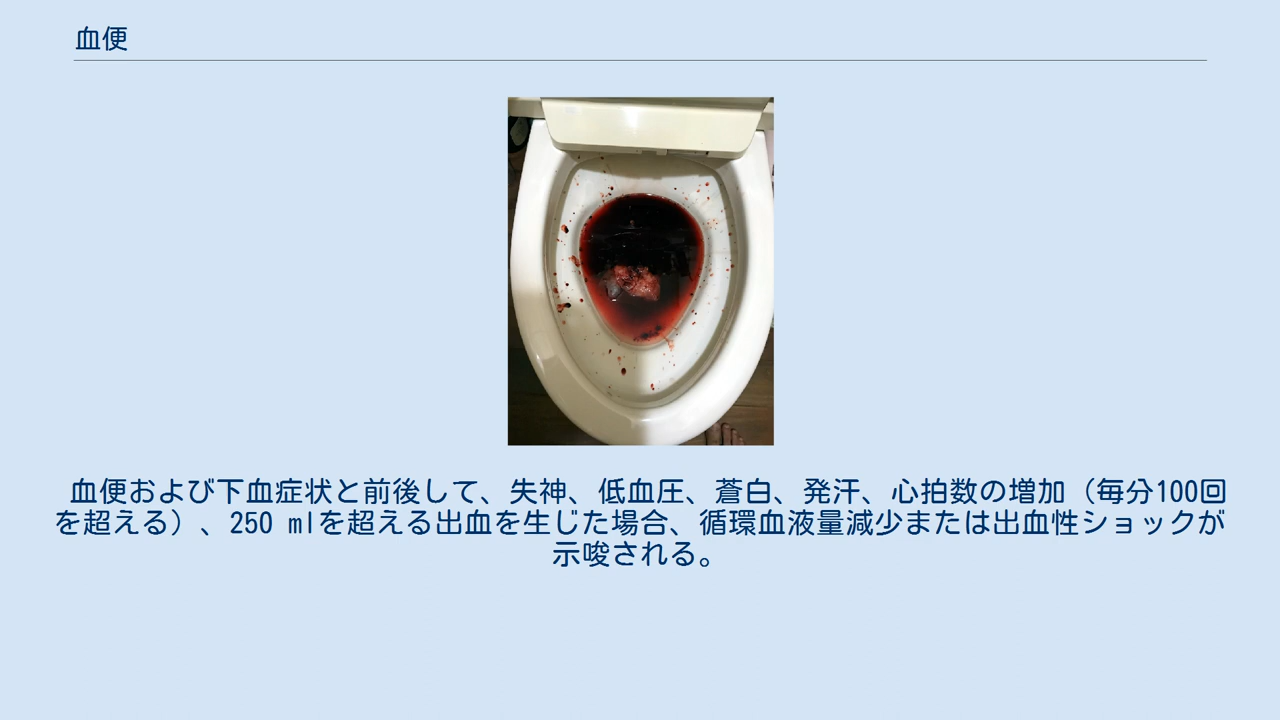 血便
血便および下血症状と前後して、失神、低血圧、蒼白、発汗、心拍数の増加（毎分100回
を超える）、250 mlを超える出血を生じた場合、循環血液量減少または出血性ショックが
示唆される。